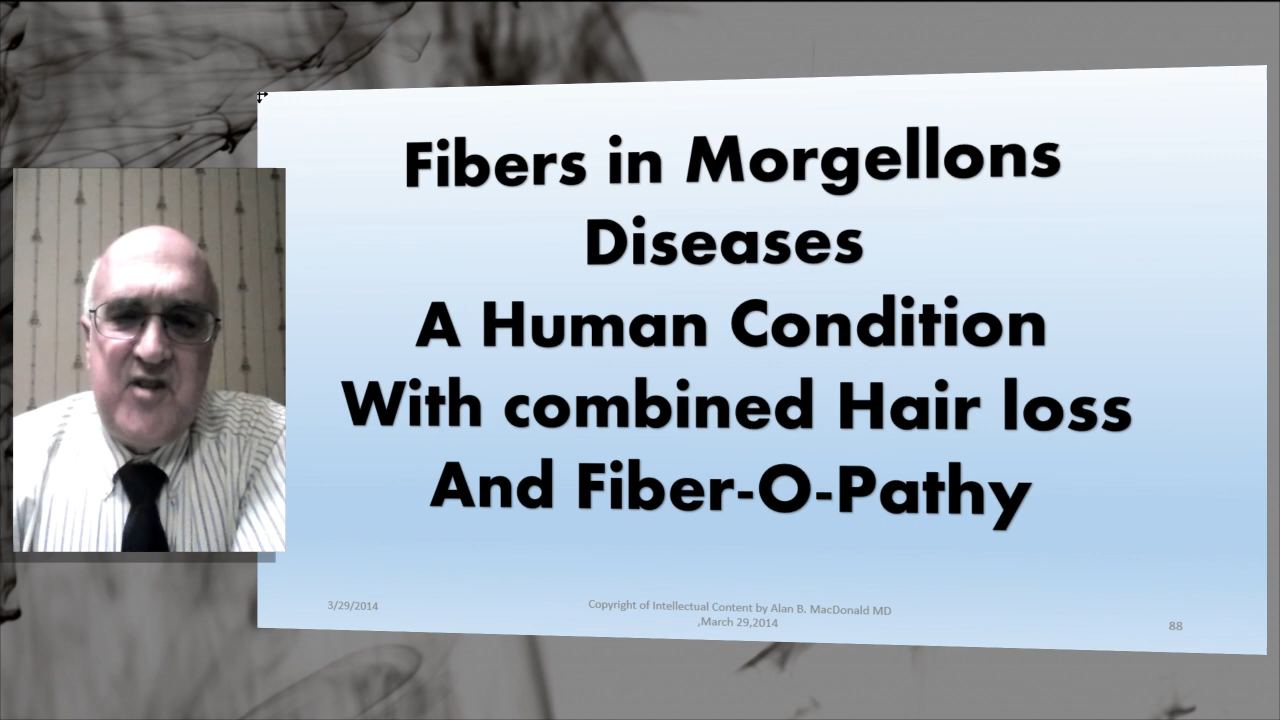 Fibers in Morgellons
Diseases
A Human Condition
With combined Hair loss
And Fiber-O-Pathy
3/29/2014
Copyright of Intellectual Content by Alan B. MacDonald MD
,March 29,2014
88